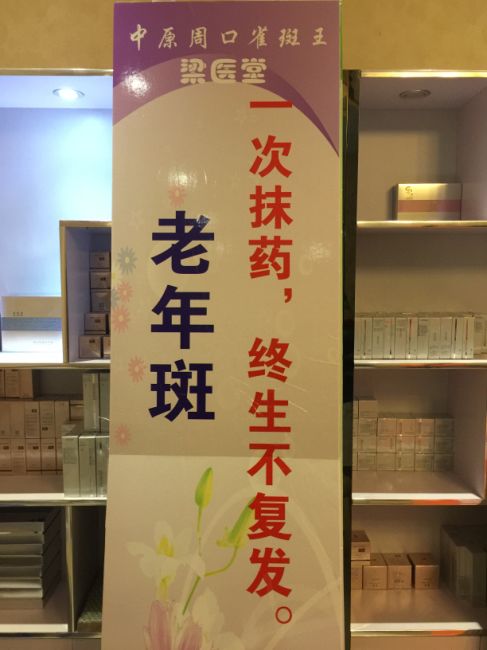 中原周口雀斑王
梁医堂
一次抹药，终生不复发。
老年斑